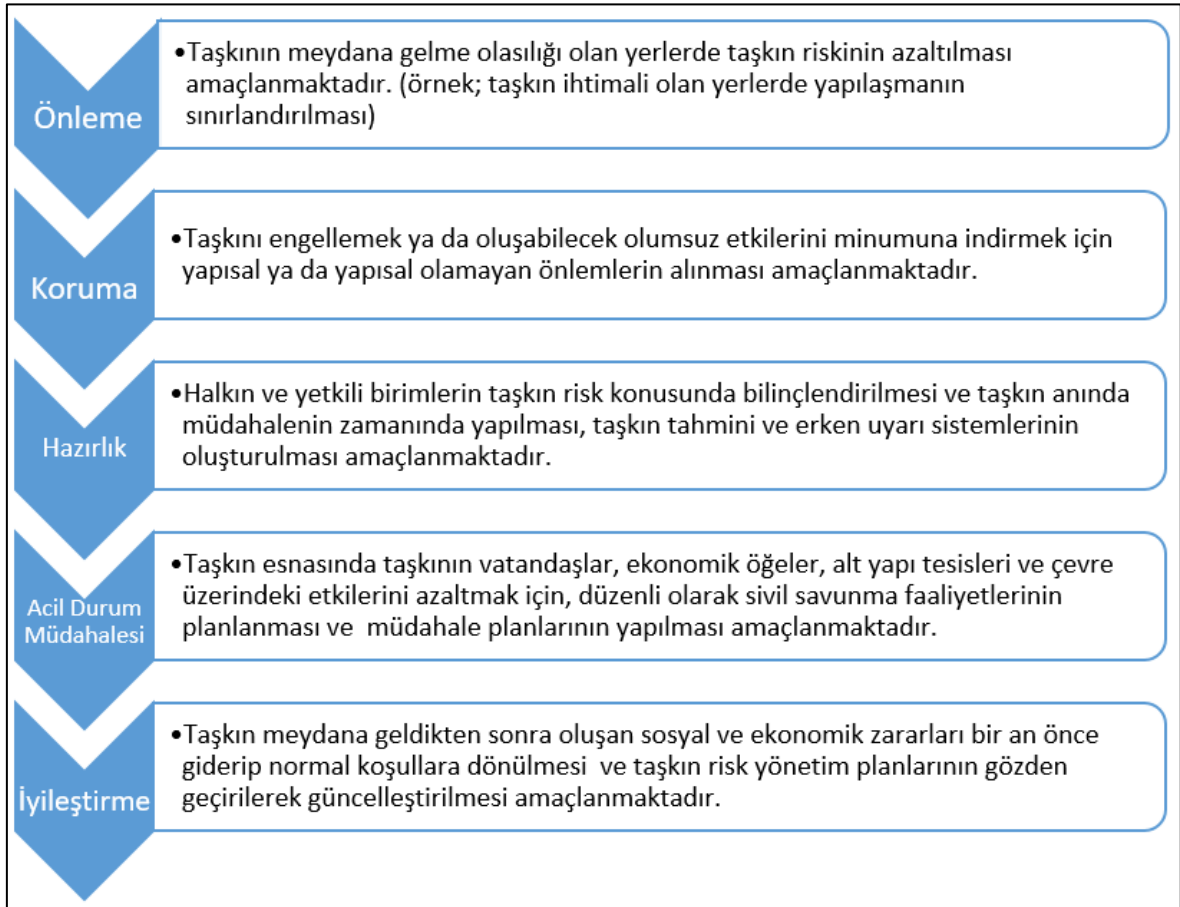 Önleme
•Taşkının meydana gelme olasılığı olan yerlerde taşkın riskinin azaltılması
amaçlanmaktadır. (örnek; taşkın ihtimali olan yerlerde yapılaşmanın
sınırlandırılması)
Koruma
•Taşkını engellemek ya da oluşabilecek olumsuz etkilerini minumuna indirmek için
yapısal ya da yapısal olamayan önlemlerin alınması amaçlanmaktadır.
Hazırlık
•Halkın ve yetkili birimlerin taşkın risk konusunda bilinçlendirilmesi ve taşkın anında
müdahalenin zamanında yapılması, taşkın tahmini ve erken uyarı sistemlerinin
oluşturulması amaçlanmaktadır.
Acil Durum
Müdahalesi
•Taşkın esnasında taşkının vatandaşlar, ekonomik öğeler, alt yapı tesisleri ve çevre
üzerindeki etkilerini azaltmak için, düzenli olarak sivil savunma faaliyetlerinin
planlanması ve  müdahale planlarının yapılması amaçlanmaktadır.
İyileştirme
•Taşkın meydana geldikten sonra oluşan sosyal ve ekonomik zararları bir an önce
giderip normal koşullara dönülmesi  ve taşkın risk yönetim planlarının gözden
geçirilerek güncelleştirilmesi amaçlanmaktadır.